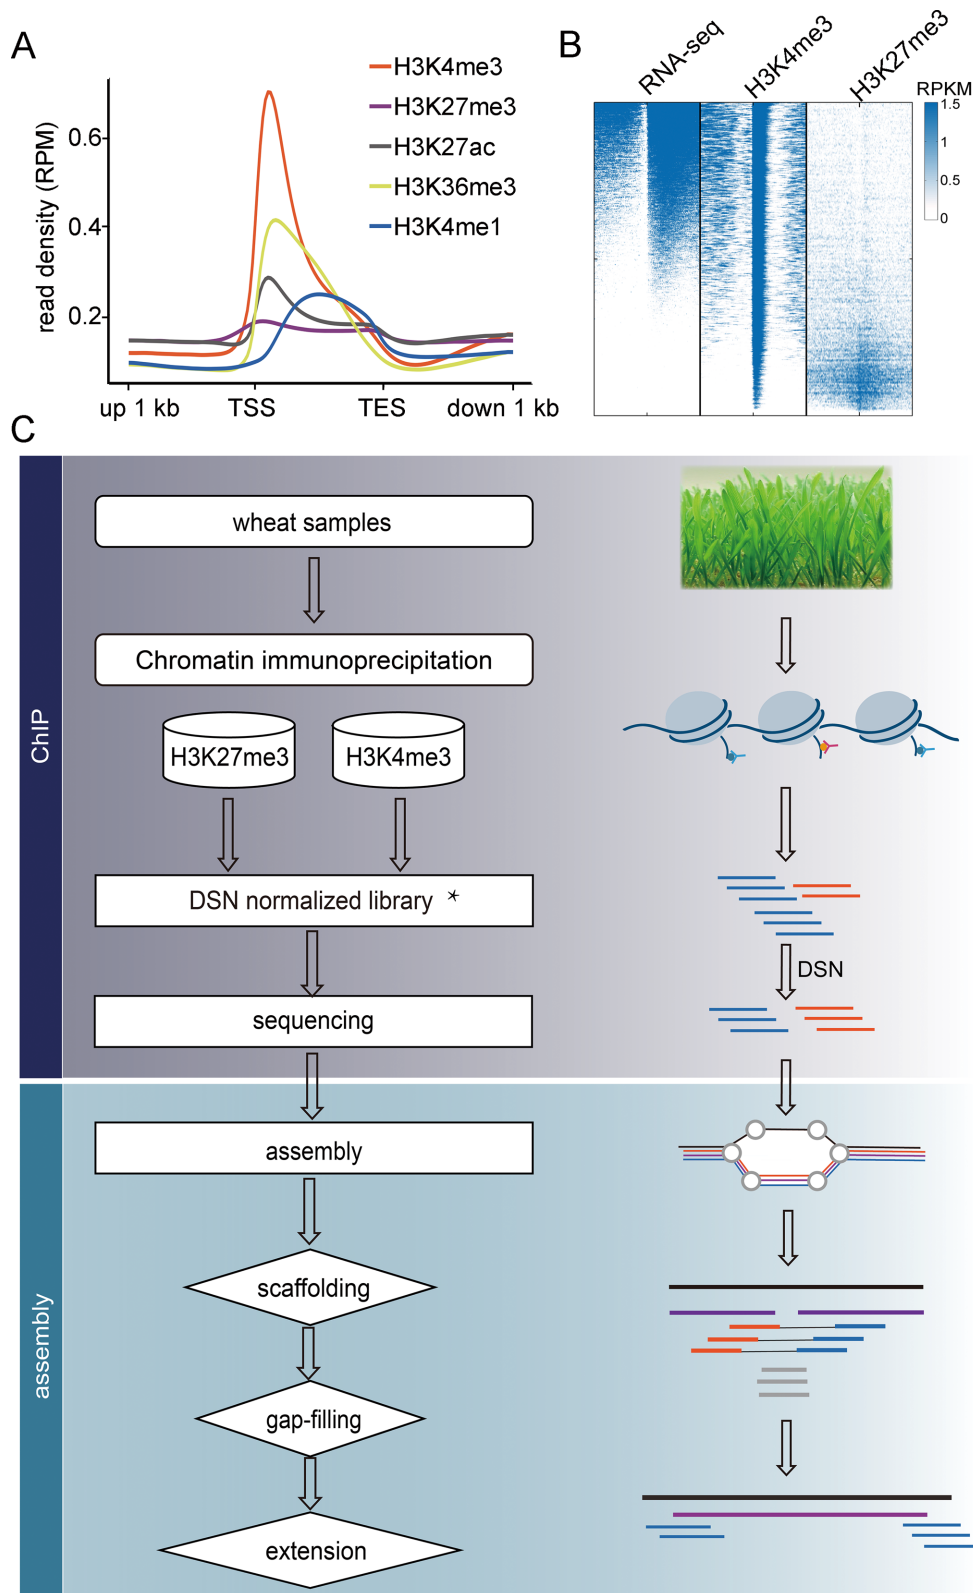 A
H3K4me3
H3K27me3
H3K27ac
H3K36me3
H3K4me1
read density (RPM)
0.6
0.4
0.2
up 1 kb
TSS
TES
down 1 kb
B
RNA-seq
H3K4me3
H3K27me3
RPKM
1.5
1
0.5
0
C
ChIP
wheat samples
Chromatin immunoprecipitation
H3K27me3
H3K4me3
DSN normalized library *
DSN
sequencing
assembly
assembly
scaffolding
gap-filling
extension